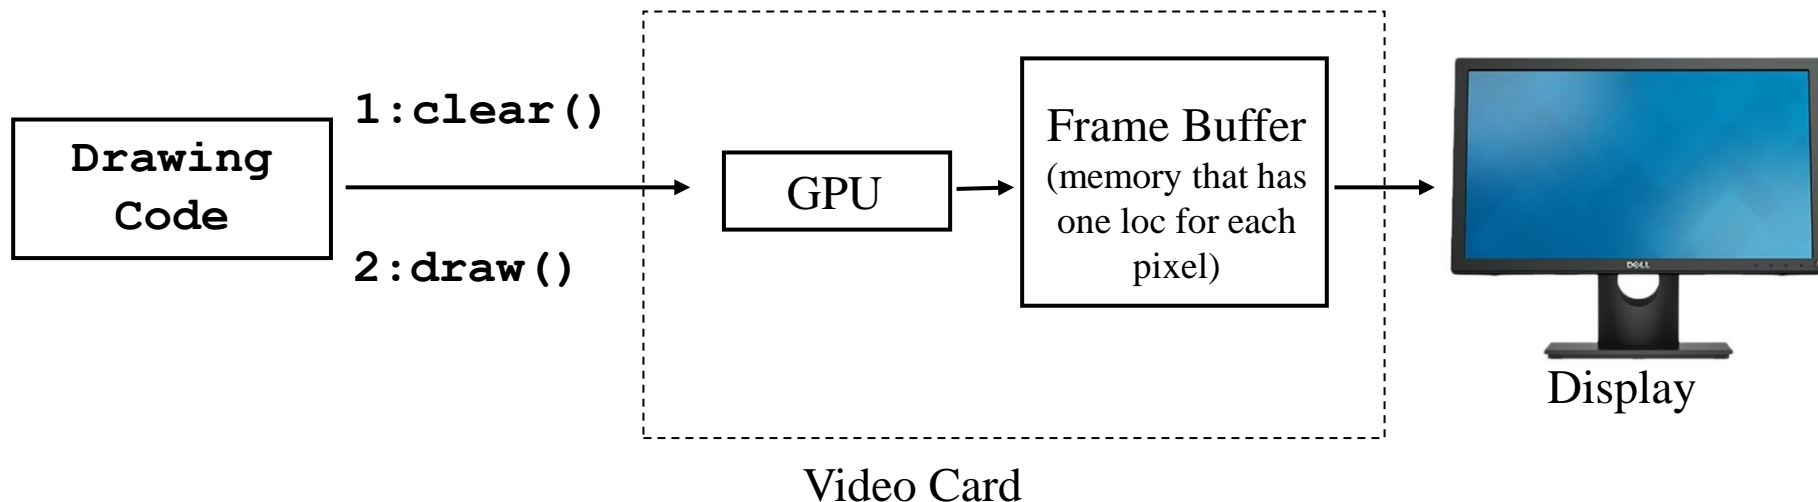 Drawing
Code
1:clear()
2:draw()
GPU
Frame Buffer
(memory that has
one loc for each
pixel)
DELL
Display
Video Card